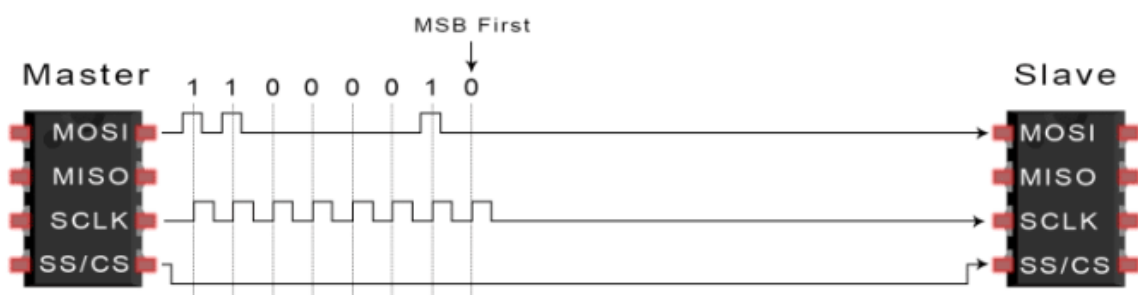 MSB First
Master
1 1 0 0 0 0 1 0
Slave
MOSI
MISO
SCLK
SS/CS
MOSI
MISO
SCLK
SS/CS